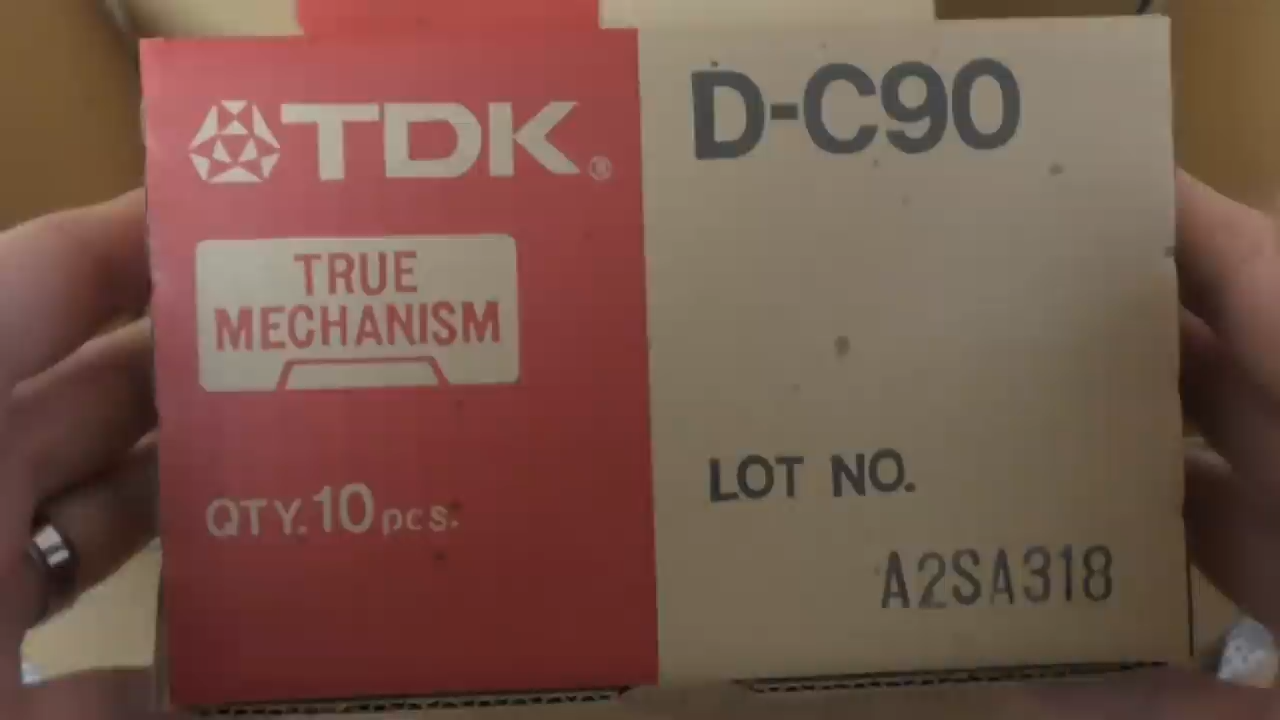 TDK®
TRUE
MECHANISM
QTY.10pcs.
D-C90
LOT NO.
A2SA318